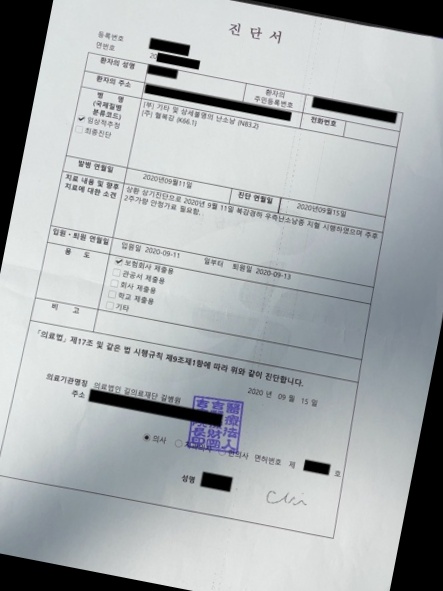 진 단 서
등록번호
연번호 20
환자의 성명
환자의 주민등록번호
환자의 주소
전화번호
병 명
(국제질병
분류코드)
✓ 임상적추정
□ 최종진단
(부) 기타 및 상세불명의 난소낭 (N83.2)
(주) 혈복강 (K66.1)
발병 연월일 2020년09월11일 진단 연월일 2020년09월15일
치료 내용 및 향후
치료에 대한 소견
상환 상기진단으로 2020년 9월 11일 복강경하 우측난소낭종 지혈 시행하였으며 추후
2주가량 안정가료 필요함.
입원·퇴원 연월일 입원일 2020-09-11 일부터 퇴원일 2020-09-13
용 도
✓ 보험회사 제출용
□ 관공서 제출용
□ 회사 제출용
□ 학교 제출용
□ 기타
비 고
「의료법」 제17조 및 같은 법 시행규칙 제9조제1항에 따라 위와 같이 진단합니다.
2020 년 09 월 15 일
의료기관명칭 의료법인 길의료재단 길병원
주소
◉ 의사 ○ ○ 한의사 면허번호 제 호
성명